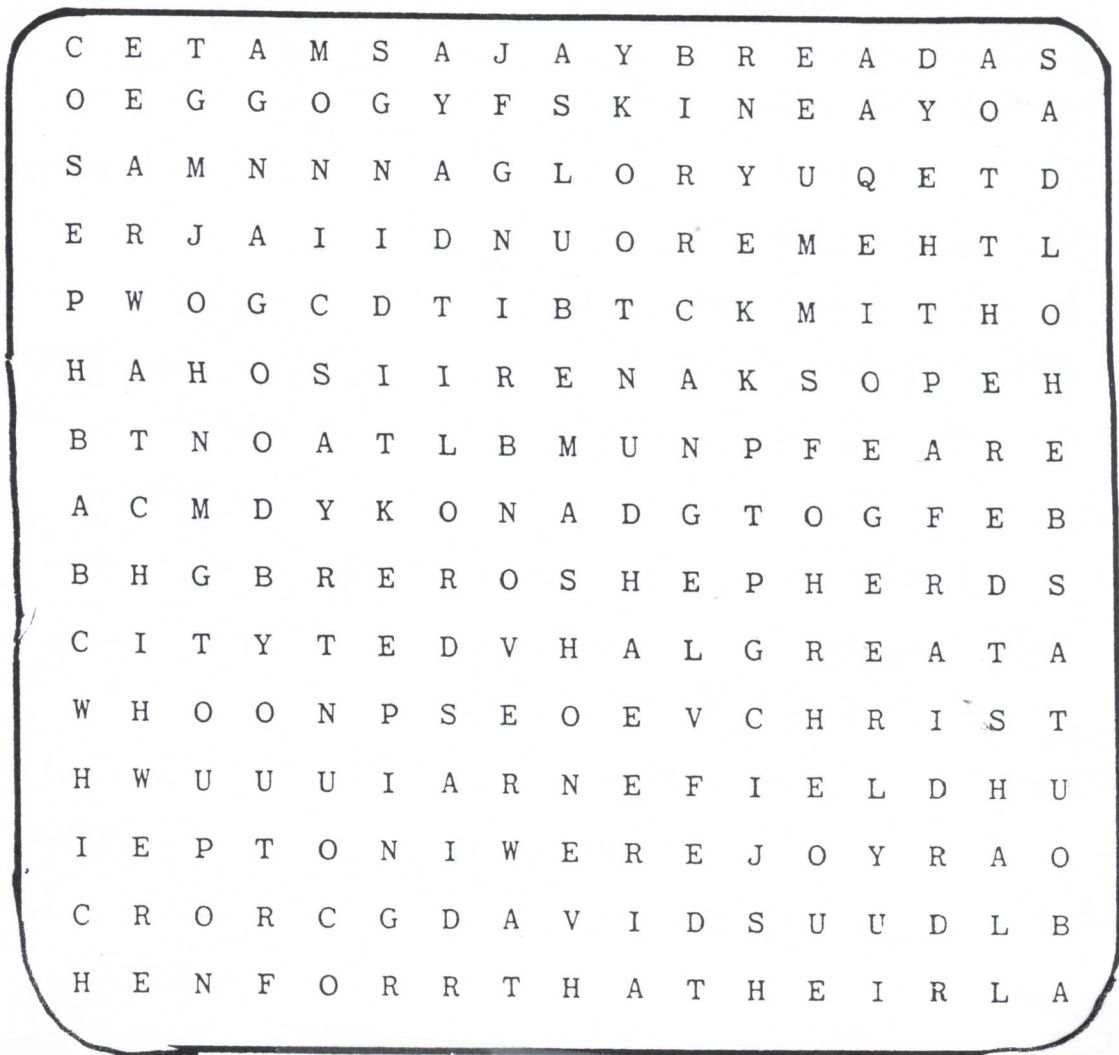 C E T A M S A J A Y B R E A D A S
O E G G O G Y F S K I N E A Y O A
S A M N N N A G L O R Y U Q E T D
E R J A I I D N U O R E M E H T L
P W O G C D T I B T C K M I T H O
H A H O S I I R E N A K S O P E H
B T N O A T L B M U N P F E A R E
A C M D Y K O N A D G T O G F E B
B H G B R E R O S H E P H E R D S
C I T Y T E D V H A L G R E A T A
W H O O N P S E O E V C H R I S T
H W U U U I A R N E F I E L D H U
I E P T O N I W E R E J O Y R A O
C R O R C G D A V I D S U U D L B
H E N F O R R T H A T H E I R L A